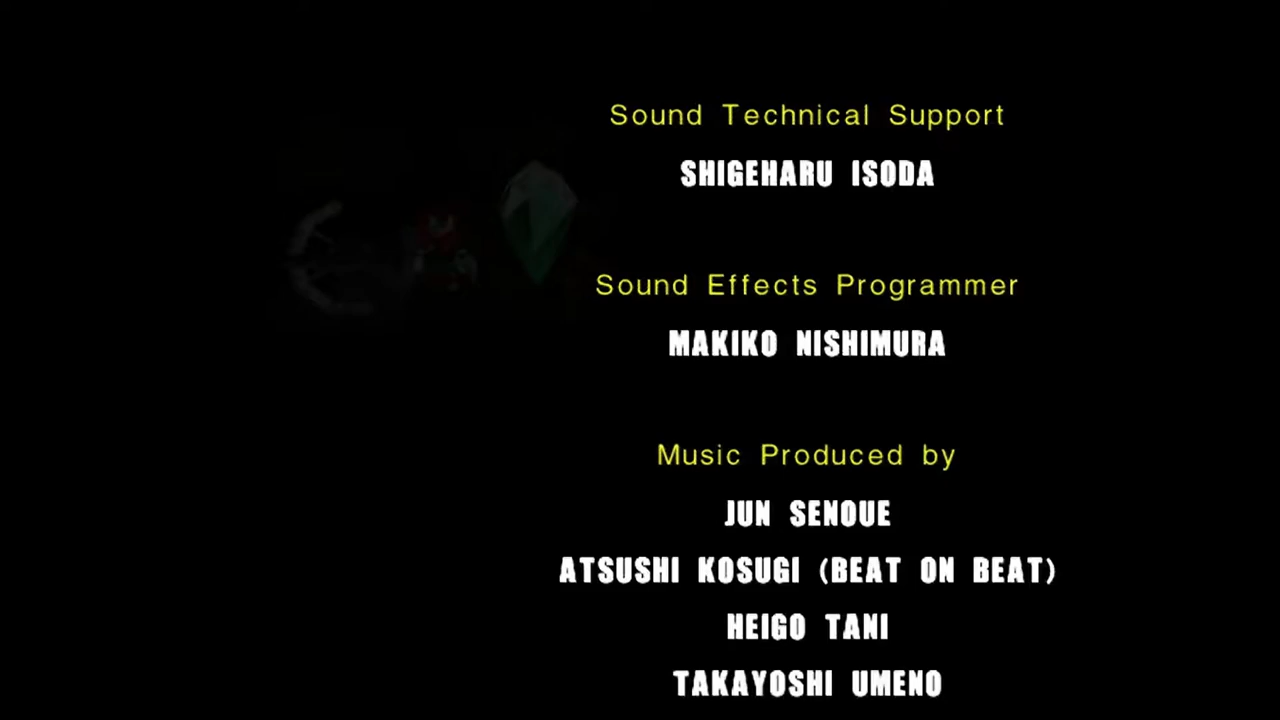 Sound Technical Support
SHIGEHARU ISODA
Sound Effects Programmer
MAKIKO NISHIMURA
Music Produced by
JUN SENOUE
ATSUSHI KOSUGI (BEAT ON BEAT)
HEIGO TANI
TAKAYOSHI UMENO